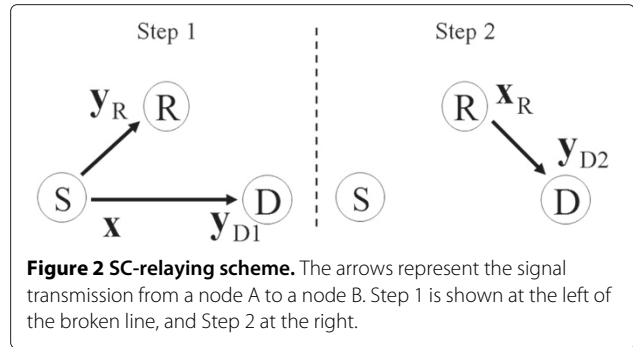 Step 1
Step 2
y_R
R
R
x_R
y_D2
S
D
S
D
x
y_D1
Figure 2 SC-relaying scheme. The arrows represent the signal
transmission from a node A to a node B. Step 1 is shown at the left of
the broken line, and Step 2 at the right.